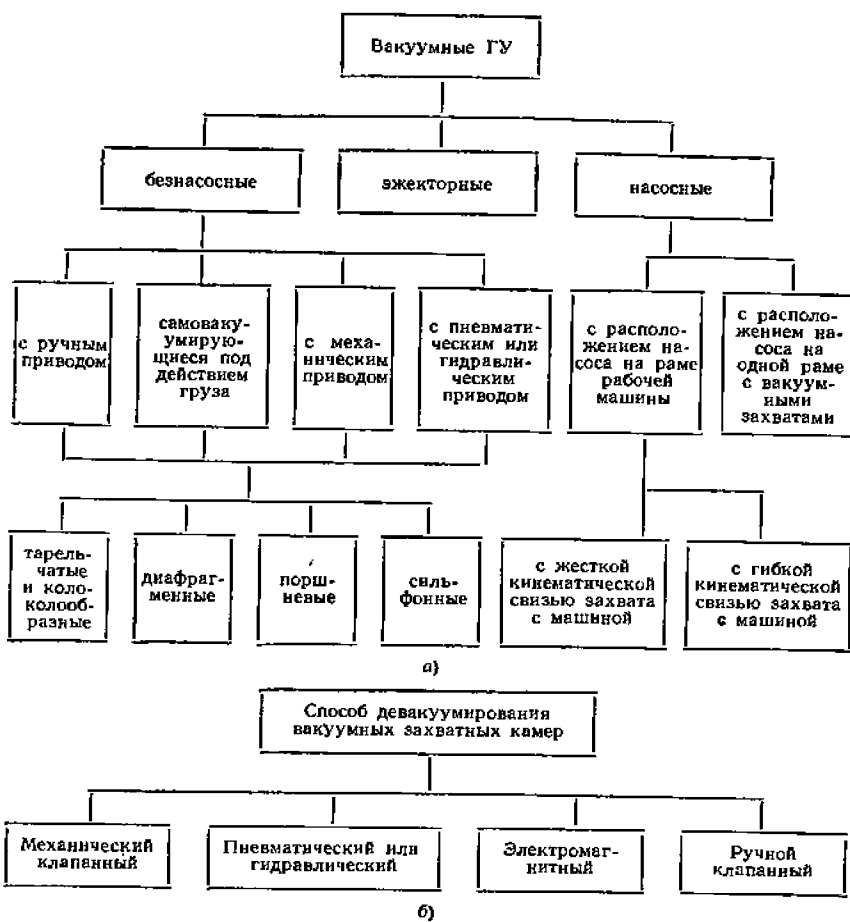 Вакуумные ГУ
безнасосные
эжекторные
насосные
с ручным
приводом
самоваку-
умирую-
щиеся под
действием
груза
с меха-
ническим
приводом
с пневмати-
ческим или
гидравли-
ческим
приводом
с располо-
жением на-
соса на раме
рабочей
машины
с располо-
жением на-
соса на
одной раме
с вакуум-
ными
захватами
тарель-
чатые
и коло-
колооб-
разные
диафраг-
менные
порш-
невые
силь-
фонные
с жесткой
кинематической
связью захвата
с машиной
с гибкой
кинематической
связью захвата
с машиной
а)
Способ девакуумирования
вакуумных захватных камер
Механический
клапанный
Пневматический или
гидравлический
Электромаг-
нитный
Ручной
клапанный
б)